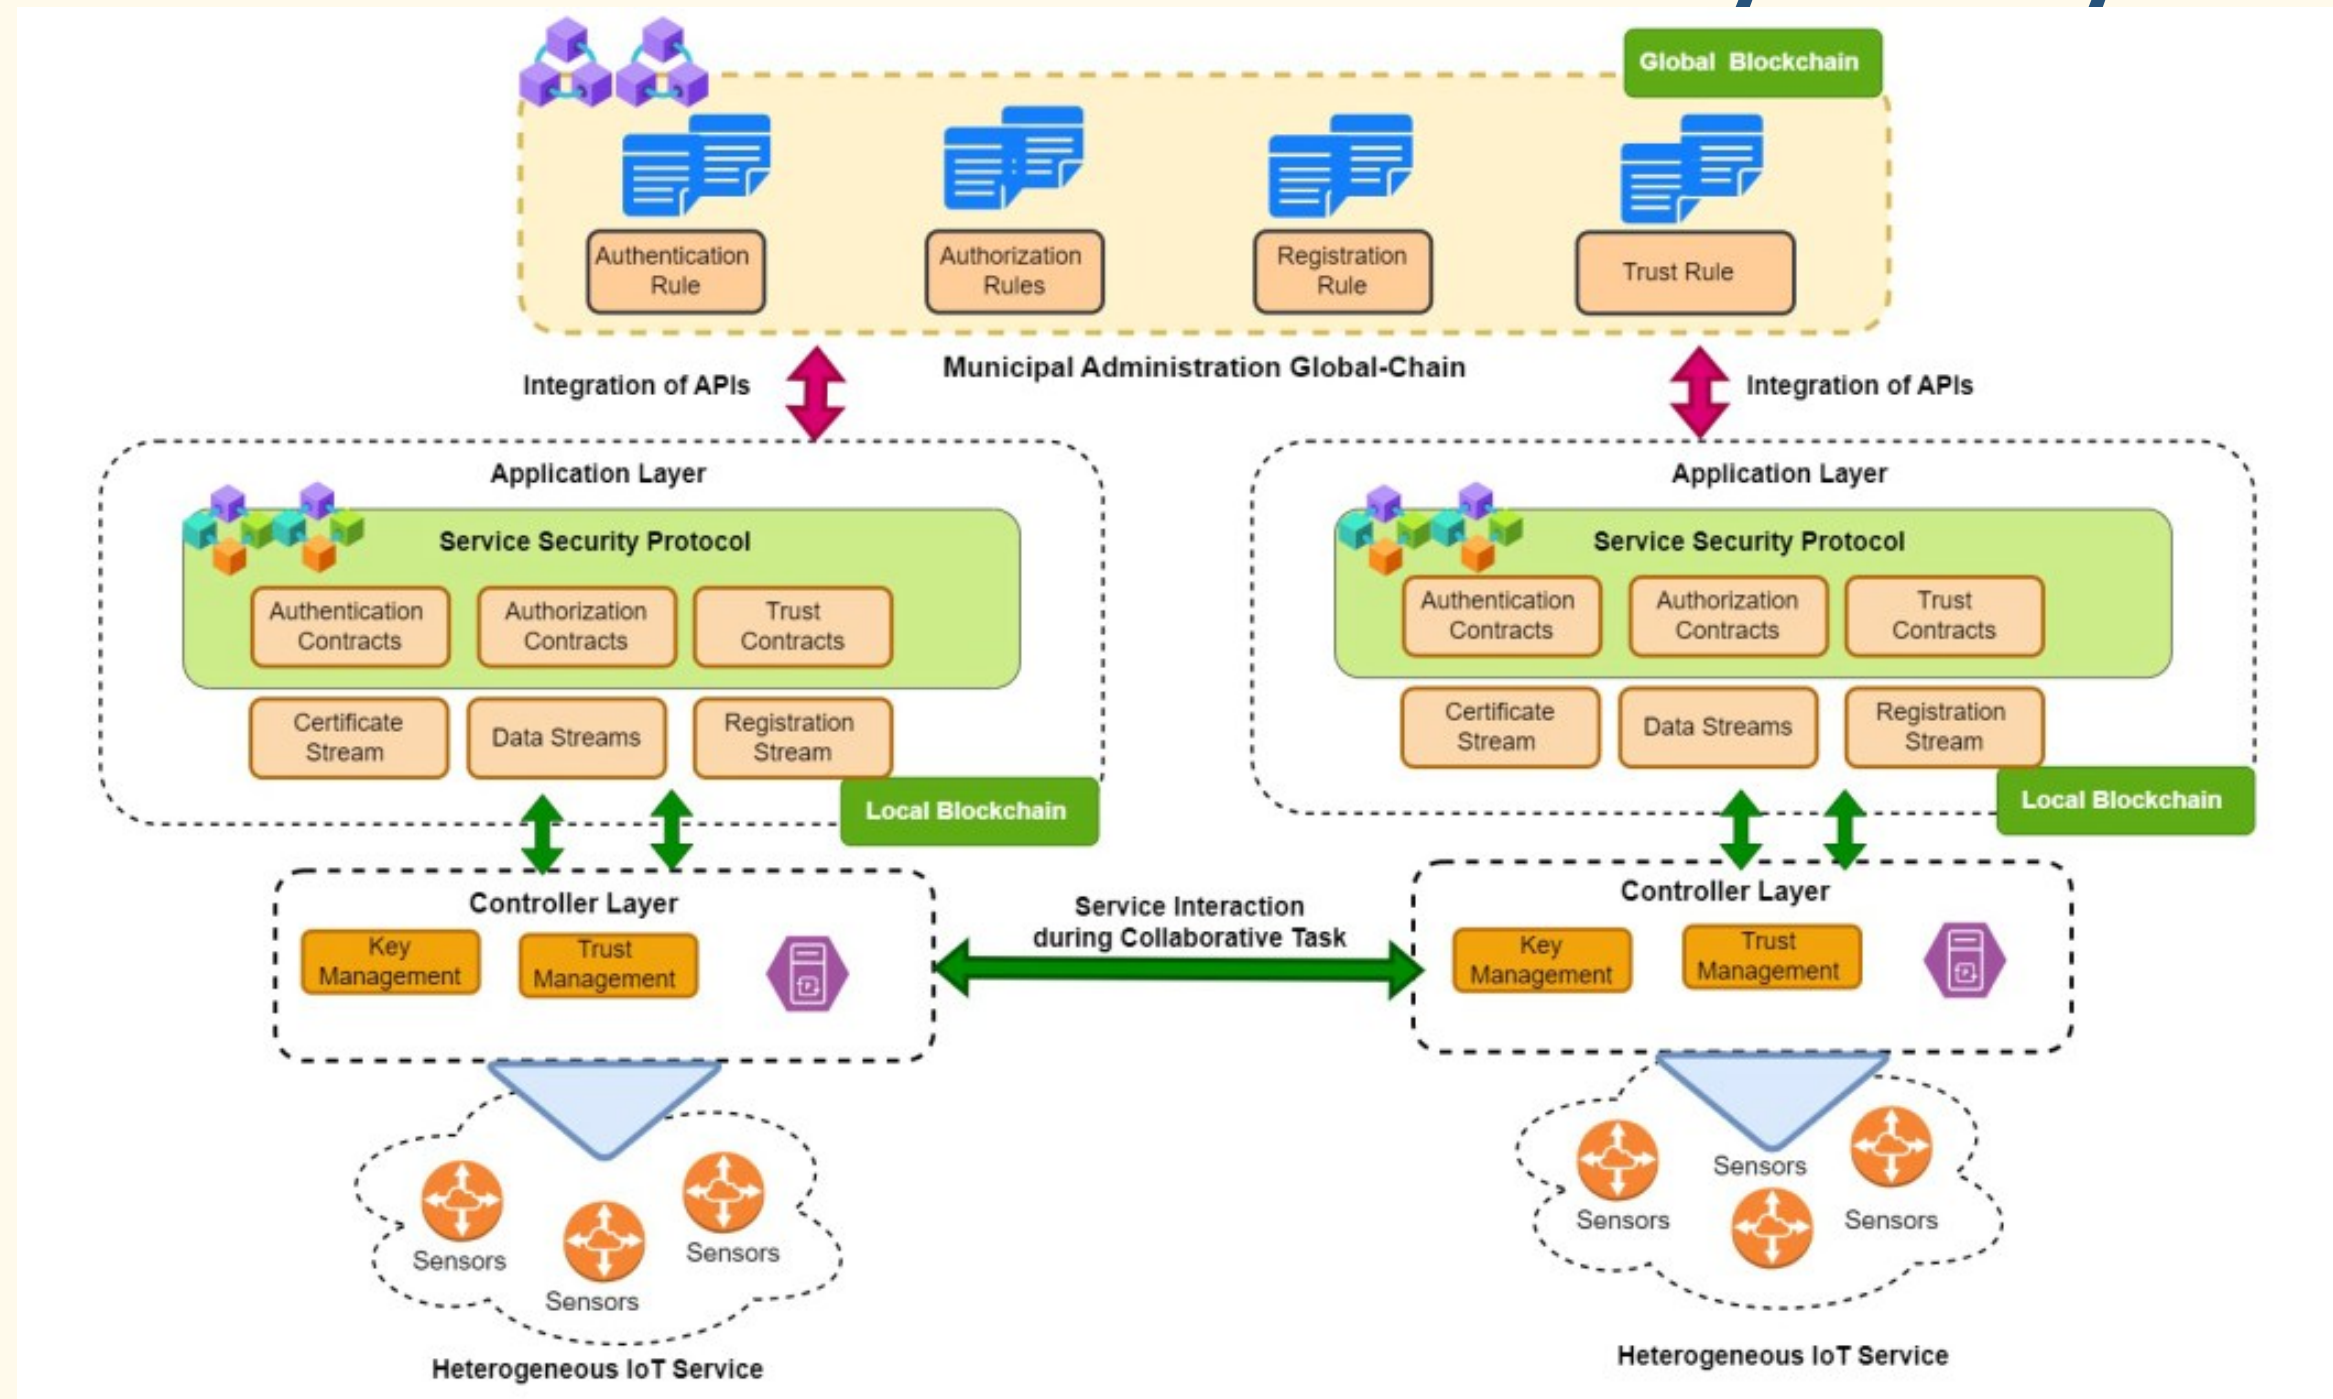 Global Blockchain
Authentication
Rule
Authorization
Rules
Registration
Rule
Trust Rule
Municipal Administration Global-Chain
Integration of APIs
Integration of APIs
Application Layer
Service Security Protocol
Authentication
Contracts
Authorization
Contracts
Trust
Contracts
Certificate
Stream
Data Streams
Registration
Stream
Local Blockchain
Application Layer
Service Security Protocol
Authentication
Contracts
Authorization
Contracts
Trust
Contracts
Certificate
Stream
Data Streams
Registration
Stream
Local Blockchain
Controller Layer
Key
Management
Trust
Management
Service Interaction
during Collaborative Task
Controller Layer
Key
Management
Trust
Management
Sensors
Sensors
Sensors
Heterogeneous IoT Service
Sensors
Sensors
Sensors
Heterogeneous IoT Service